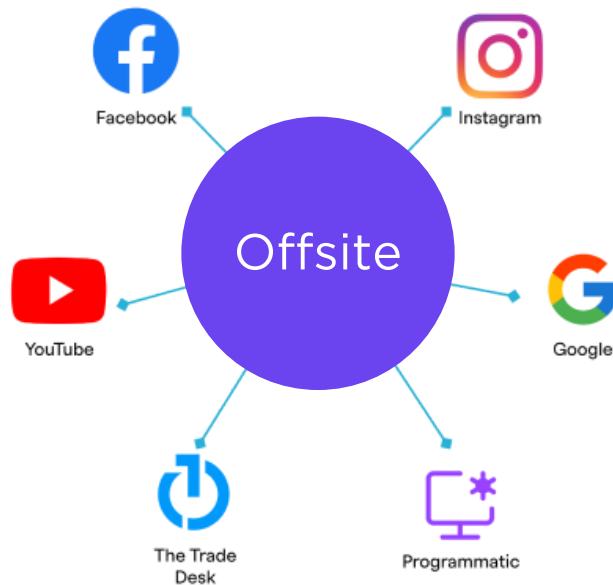 Facebook
Instagram
Offsite
YouTube
Google
The Trade
Desk
Programmatic